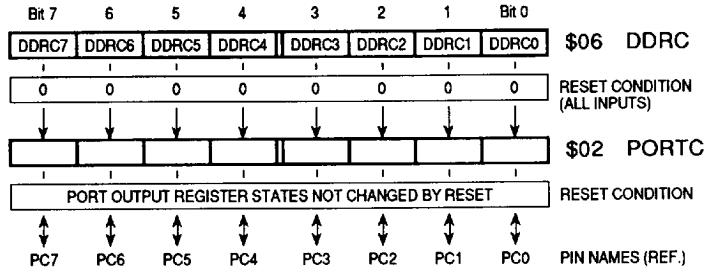 Bit 7 6 5 4 3 2 1 Bit 0
DDRC7 DDRC6 DDRC5 DDRC4 DDRC3 DDRC2 DDRC1 DDRC0 $06 DDRC
0 0 0 0 0 0 0 0 RESET CONDITION
(ALL INPUTS)
$02 PORTC
PORT OUTPUT REGISTER STATES NOT CHANGED BY RESET RESET CONDITION
PC7 PC6 PC5 PC4 PC3 PC2 PC1 PC0 PIN NAMES (REF.)